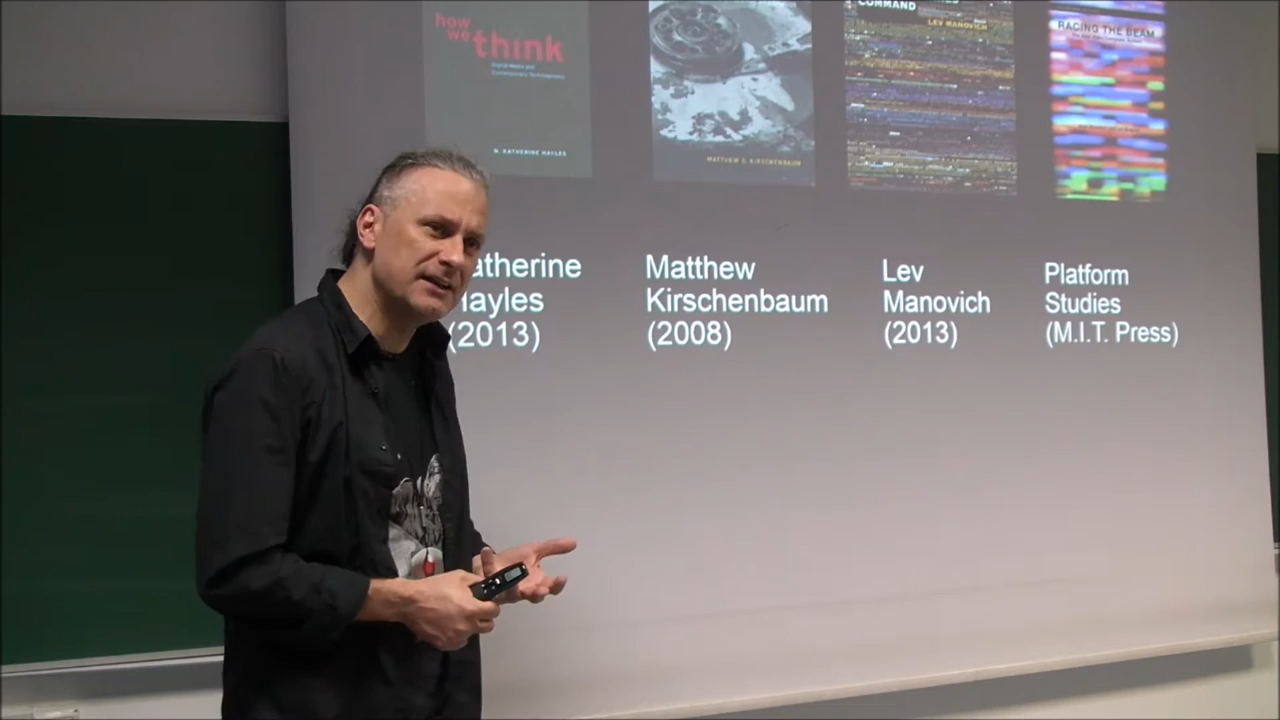 how
we
think
Digital Media and
Contemporary Technogenesis
N. KATHERINE HAYLES
MATTHEW G. KIRSCHENBAUM
COMMAND
LEV MANOVICH
RACING THE BEAM
atherine
ayles
(2013)
Matthew
Kirschenbaum
(2008)
Lev
Manovich
(2013)
Platform
Studies
(M.I.T. Press)